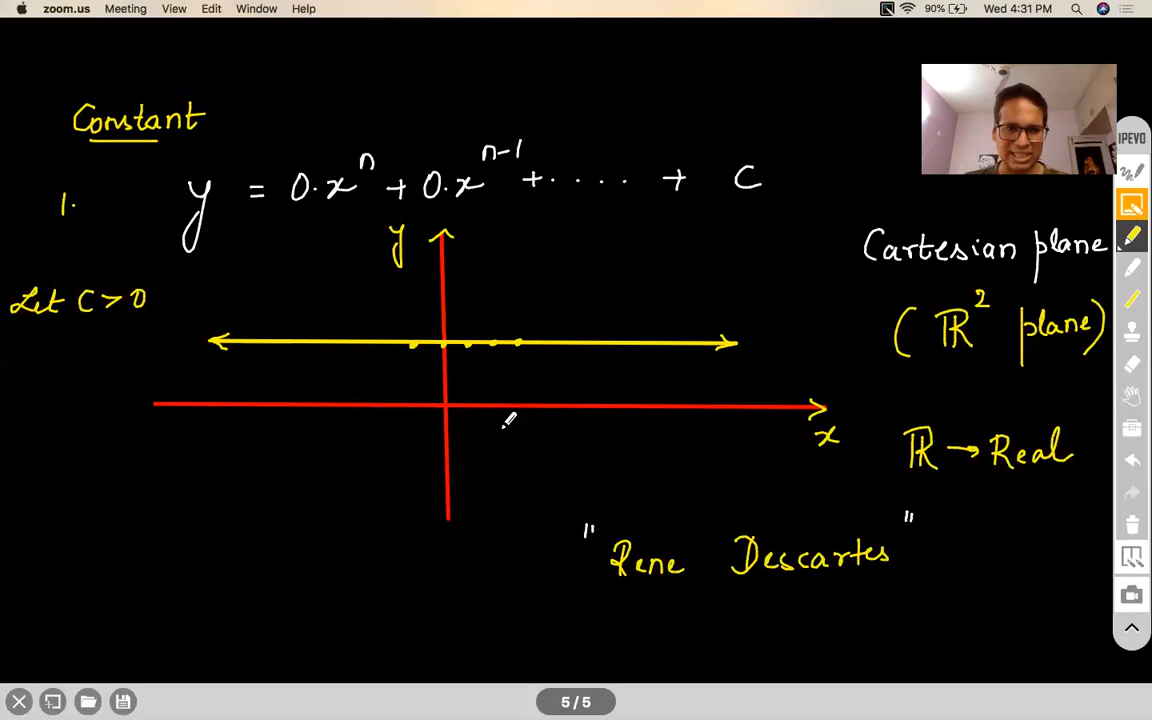 zoom.us Meeting View Edit Window Help 90% Wed 4:31 PM
Constant
IPEVO
1. y = 0·x^n + 0·x^(n-1) + · · · · + C
y
Cartesian plane
Let C > 0
(ℝ² plane)
x
ℝ → Real
"Rene Descartes"
5 / 5